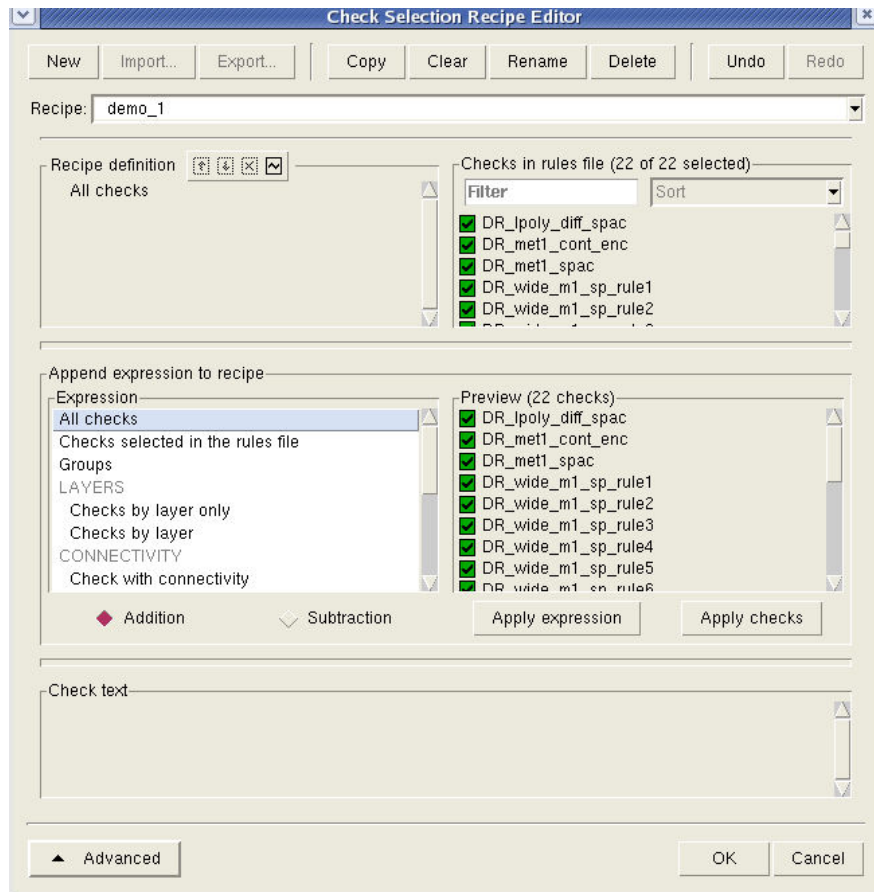 Check Selection Recipe Editor
New Import... Export... Copy Clear Rename Delete Undo Redo
Recipe: demo_1
Recipe definition
All checks
Checks in rules file (22 of 22 selected)
Filter Sort
DR_lpoly_diff_spac
DR_met1_cont_enc
DR_met1_spac
DR_wide_m1_sp_rule1
DR_wide_m1_sp_rule2
Append expression to recipe
Expression
All checks
Checks selected in the rules file
Groups
LAYERS
Checks by layer only
Checks by layer
CONNECTIVITY
Check with connectivity
Preview (22 checks)
DR_lpoly_diff_spac
DR_met1_cont_enc
DR_met1_spac
DR_wide_m1_sp_rule1
DR_wide_m1_sp_rule2
DR_wide_m1_sp_rule3
DR_wide_m1_sp_rule4
DR_wide_m1_sp_rule5
DR_wide_m1_sp_rule6
Addition Subtraction Apply expression Apply checks
Check text
Advanced OK Cancel